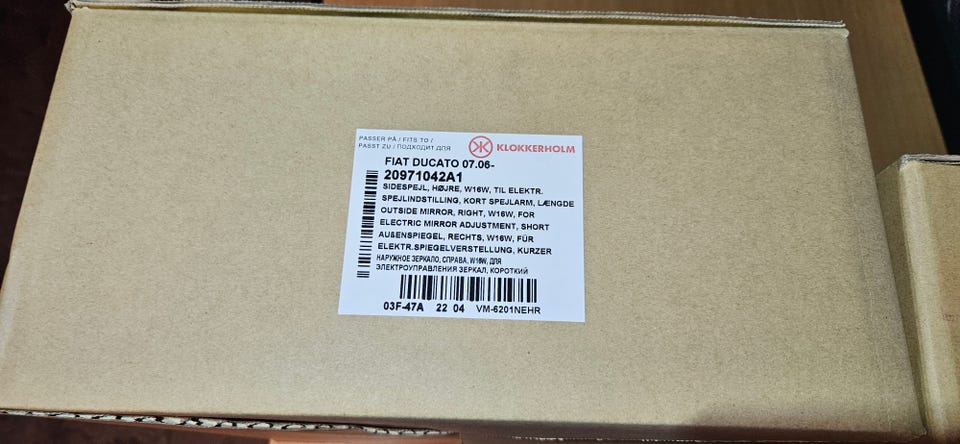 PASSER PÅ / FITS TO /
PASST ZU / ПОДХОДИТ ДЛЯ
KLOKKERHOLM
FIAT DUCATO 07.06-
20971042A1
SIDESPEJL, HØJRE, W16W, TIL ELEKTR.
SPEJLINDSTILLING, KORT SPEJLARM, LÆNGDE
OUTSIDE MIRROR, RIGHT, W16W, FOR
ELECTRIC MIRROR ADJUSTMENT, SHORT
AUßENSPIEGEL, RECHTS, W16W, FÜR
ELEKTR.SPIEGELVERSTELLUNG, KURZER
НАРУЖНОЕ ЗЕРКАЛО, СПРАВА, W16W, ДЛЯ
ЭЛЕКТРОУПРАВЛЕНИЯ ЗЕРКАЛ, КОРОТКИЙ
03F-47A 22 04 VM-6201NEHR